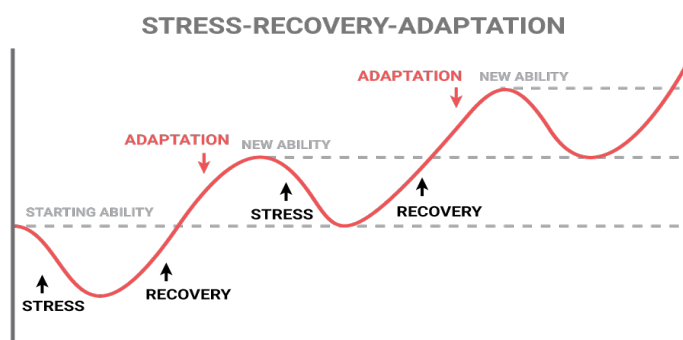 STRESS-RECOVERY-ADAPTATION
ADAPTATION
NEW ABILITY
ADAPTATION
NEW ABILITY
STARTING ABILITY
STRESS
RECOVERY
RECOVERY
STRESS